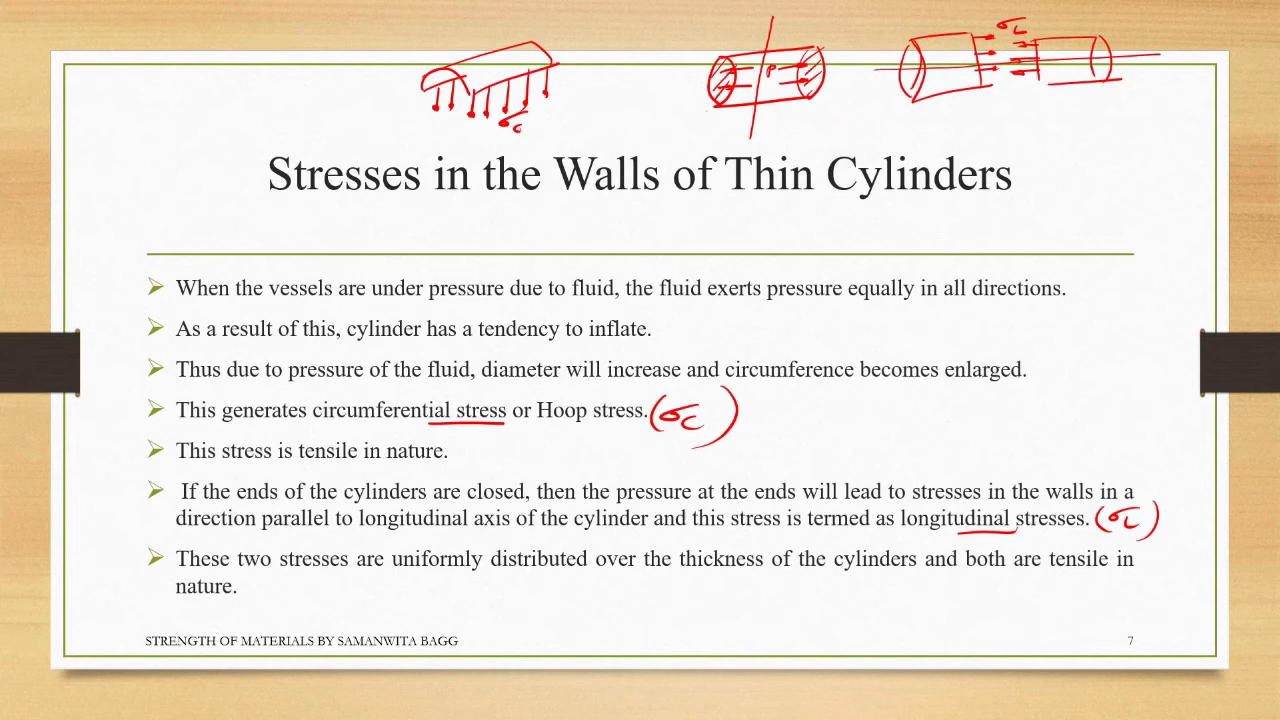 σc
P
σL
Stresses in the Walls of Thin Cylinders
When the vessels are under pressure due to fluid, the fluid exerts pressure equally in all directions.
As a result of this, cylinder has a tendency to inflate.
Thus due to pressure of the fluid, diameter will increase and circumference becomes enlarged.
This generates circumferential stress or Hoop stress. (σc)
This stress is tensile in nature.
If the ends of the cylinders are closed, then the pressure at the ends will lead to stresses in the walls in a
direction parallel to longitudinal axis of the cylinder and this stress is termed as longitudinal stresses. (σL)
These two stresses are uniformly distributed over the thickness of the cylinders and both are tensile in
nature.
STRENGTH OF MATERIALS BY SAMANWITA BAGG 7